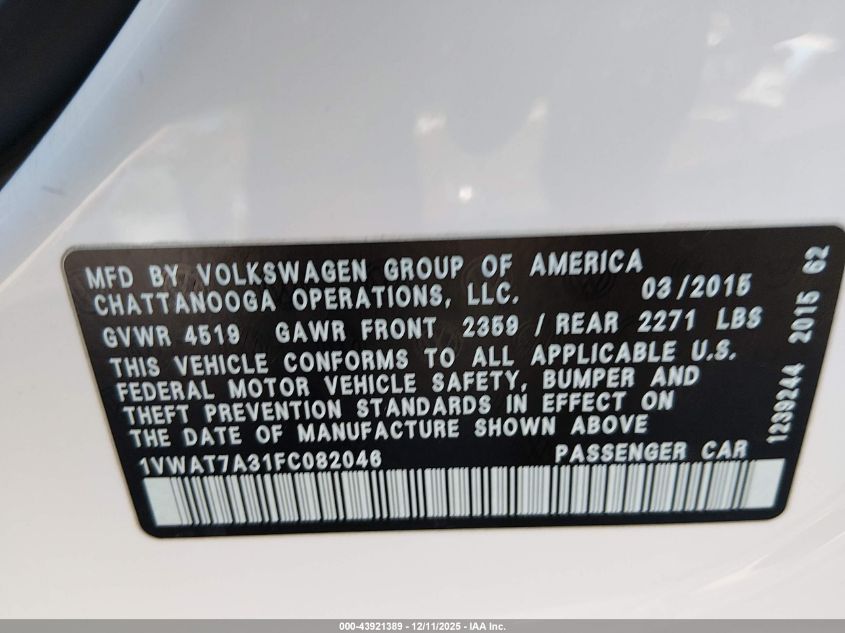 MFD BY VOLKSWAGEN GROUP OF AMERICA
CHATTANOOGA OPERATIONS, LLC. 03/2015
GVWR 4519 GAWR FRONT 2359 / REAR 2271 LBS
THIS VEHICLE CONFORMS TO ALL APPLICABLE U.S.
FEDERAL MOTOR VEHICLE SAFETY, BUMPER AND
THEFT PREVENTION STANDARDS IN EFFECT ON
THE DATE OF MANUFACTURE SHOWN ABOVE
1VWAT7A31FC082046 PASSENGER CAR
1239244 2015 62
000-43921389 - 12/11/2025 - IAA Inc.